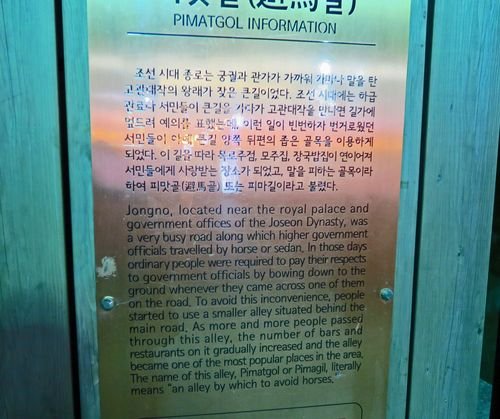 피맛골(避馬골)
PIMATGOL INFORMATION
조선 시대 종로는 궁궐과 관가가 가까워 가마나 말을 탄
고관대작의 왕래가 잦은 큰길이었다. 조선 시대에는 하급
관료나 서민들이 큰길을 가다가 고관대작을 만나면 길가에
엎드려 예의를 표했는데, 이런 일이 빈번하자 번거로웠던
서민들이 아예 큰길 양쪽 뒤편의 좁은 골목을 이용하게
되었다. 이 길을 따라 목로주점, 모주집, 장국밥집이 연이어져
서민들에게 사랑받는 장소가 되었고, 말을 피하는 골목이라
하여 피맛골(避馬골) 또는 피마길이라고 불렸다.
Jongno, located near the royal palace and
government offices of the Joseon Dynasty, was
a very busy road along which higher government
officials travelled by horse or sedan. In those days
ordinary people were required to pay their respects
to government officials by bowing down to the
ground whenever they came across one of them
on the road. To avoid this inconvenience, people
started to use a smaller alley situated behind the
main road. As more and more people passed
through this alley, the number of bars and
restaurants on it gradually increased and the alley
became one of the most popular places in the area.
The name of this alley, Pimatgol or Pimagil, literally
means "an alley by which to avoid horses."